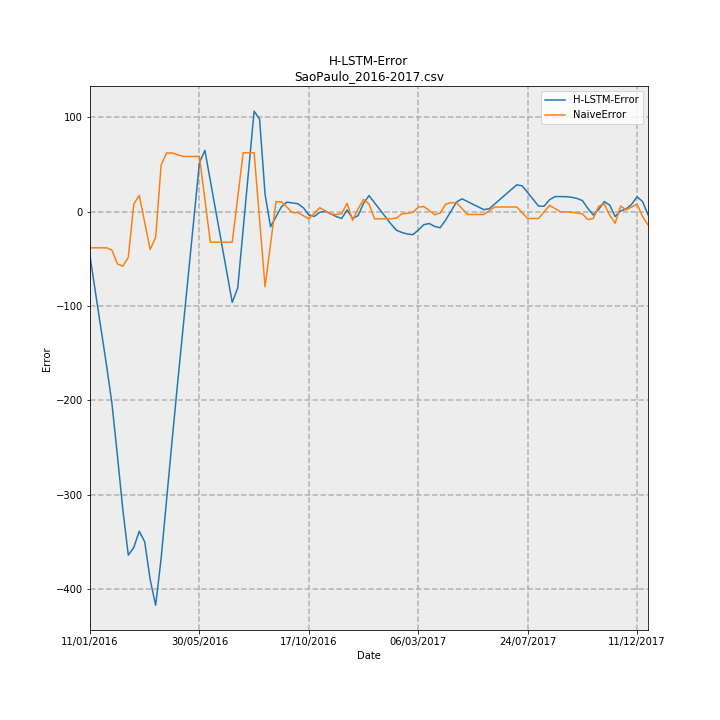 H-LSTM-Error
SaoPaulo_2016-2017.csv
H-LSTM-Error
NaiveError
100
0
−100
−200
−300
−400
Error
11/01/2016
30/05/2016
17/10/2016
06/03/2017
24/07/2017
11/12/2017
Date